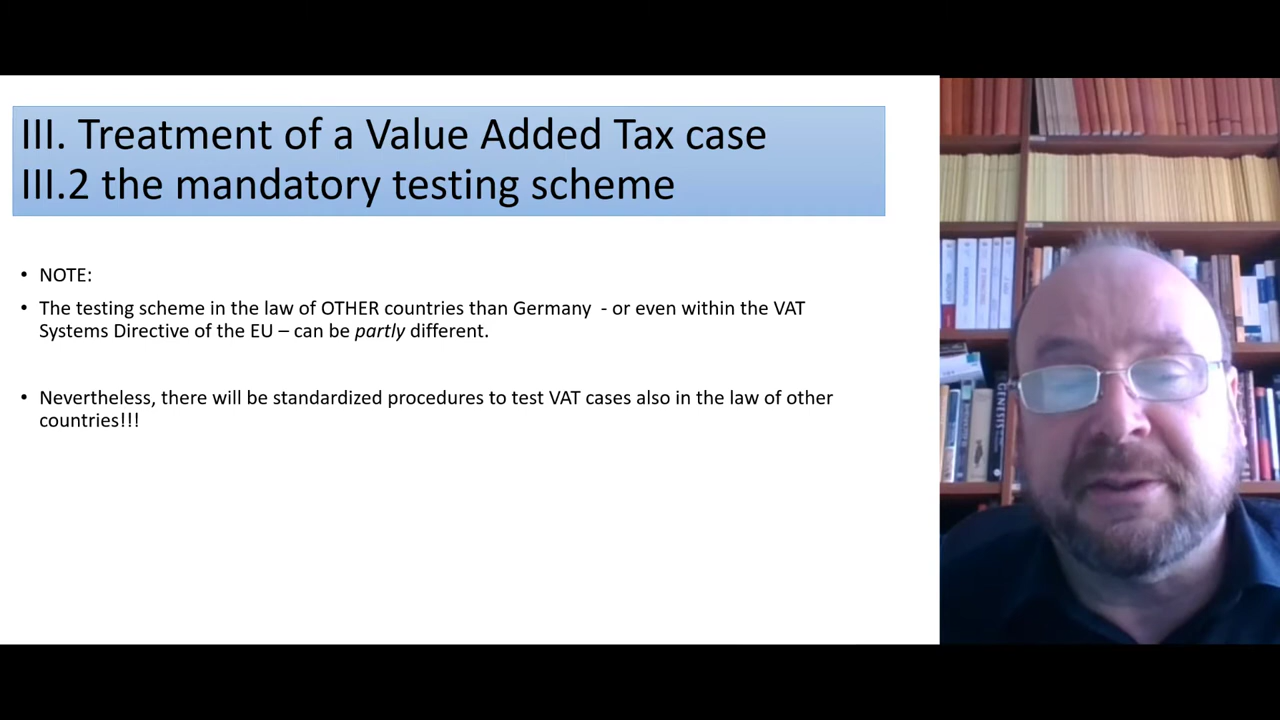 III. Treatment of a Value Added Tax case
III.2 the mandatory testing scheme
• NOTE:
• The testing scheme in the law of OTHER countries than Germany  - or even within the VAT
Systems Directive of the EU – can be partly different.
• Nevertheless, there will be standardized procedures to test VAT cases also in the law of other
countries!!!
GENESIS